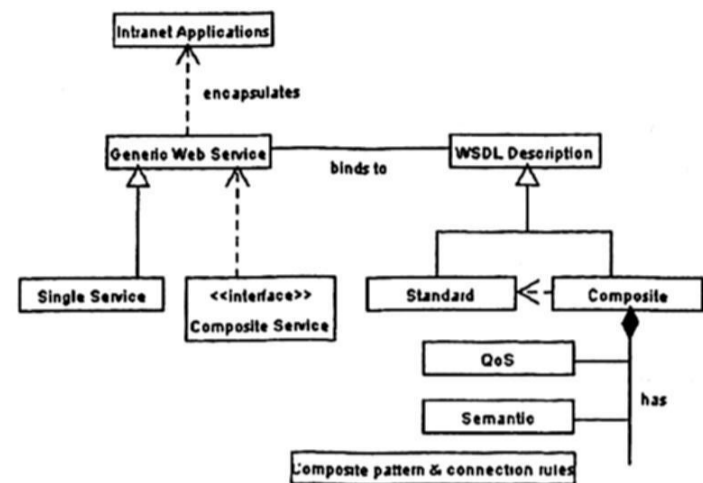 Intranet Applications
encapsulates
Generic Web Service
WSDL Description
binds to
Single Service
<<interface>>
Composite Service
Standard
Composite
QoS
has
Semantic
Composite pattern & connection rules